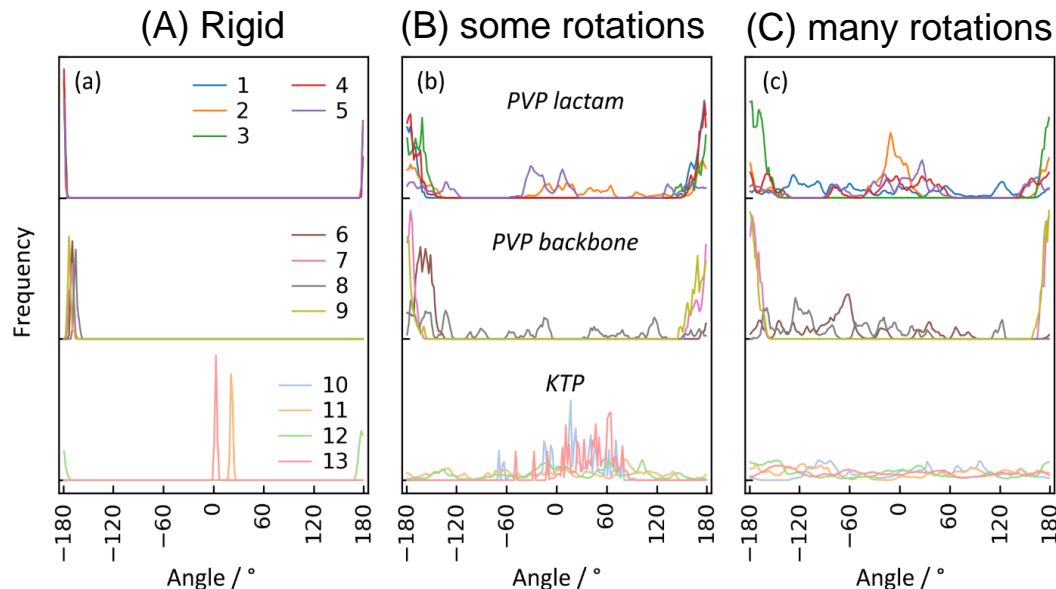 (A) Rigid
(B) some rotations
(C) many rotations
(a)
1
2
3
4
5
(b)
PVP lactam
(c)
6
7
8
9
PVP backbone
10
11
12
13
KTP
Frequency
−180
−120
0
60
120
180
−180
−120
−60
0
60
120
180
−180
−120
−60
0
60
120
180
Angle / °
Angle / °
Angle / °